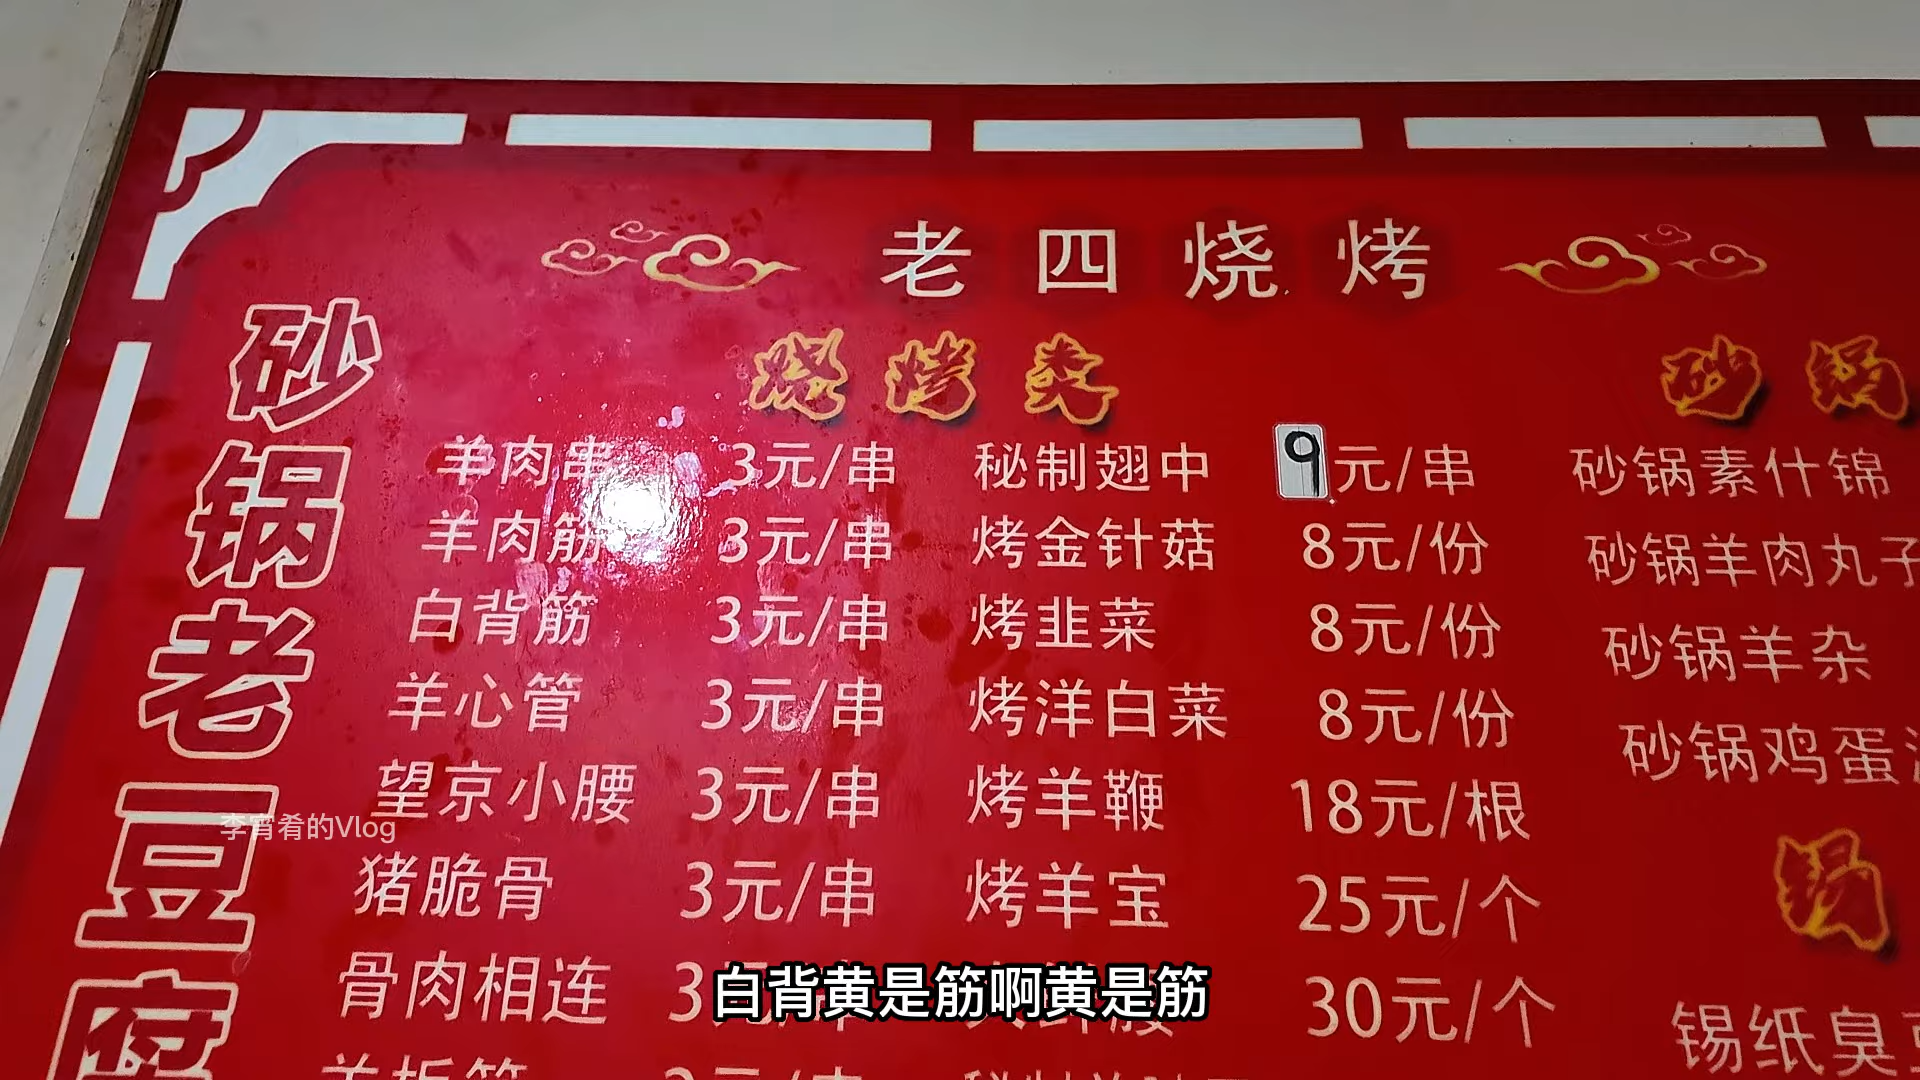 老四烧烤
砂锅老豆腐
烧烤类
羊肉串 3元/串
羊肉筋 3元/串
白背筋 3元/串
羊心管 3元/串
望京小腰 3元/串
猪脆骨 3元/串
骨肉相连 3
秘制翅中 9元/串
烤金针菇 8元/份
烤韭菜 8元/份
烤洋白菜 8元/份
烤羊鞭 18元/根
烤羊宝 25元/个
30元/个
砂锅
砂锅素什锦
砂锅羊肉丸子
砂锅羊杂
砂锅鸡蛋
锡
锡纸臭
李宵肴的Vlog
白背黄是筋啊黄是筋